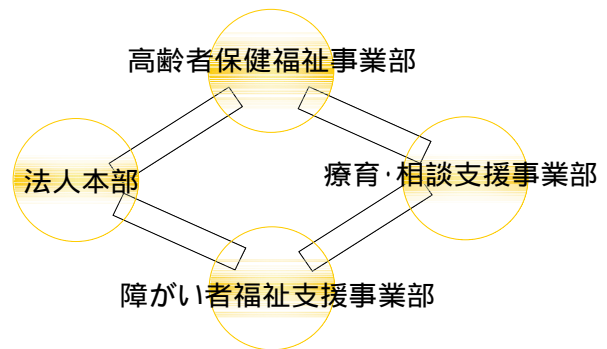 高齢者保健福祉事業部
法人本部
療育・相談支援事業部
障がい者福祉支援事業部